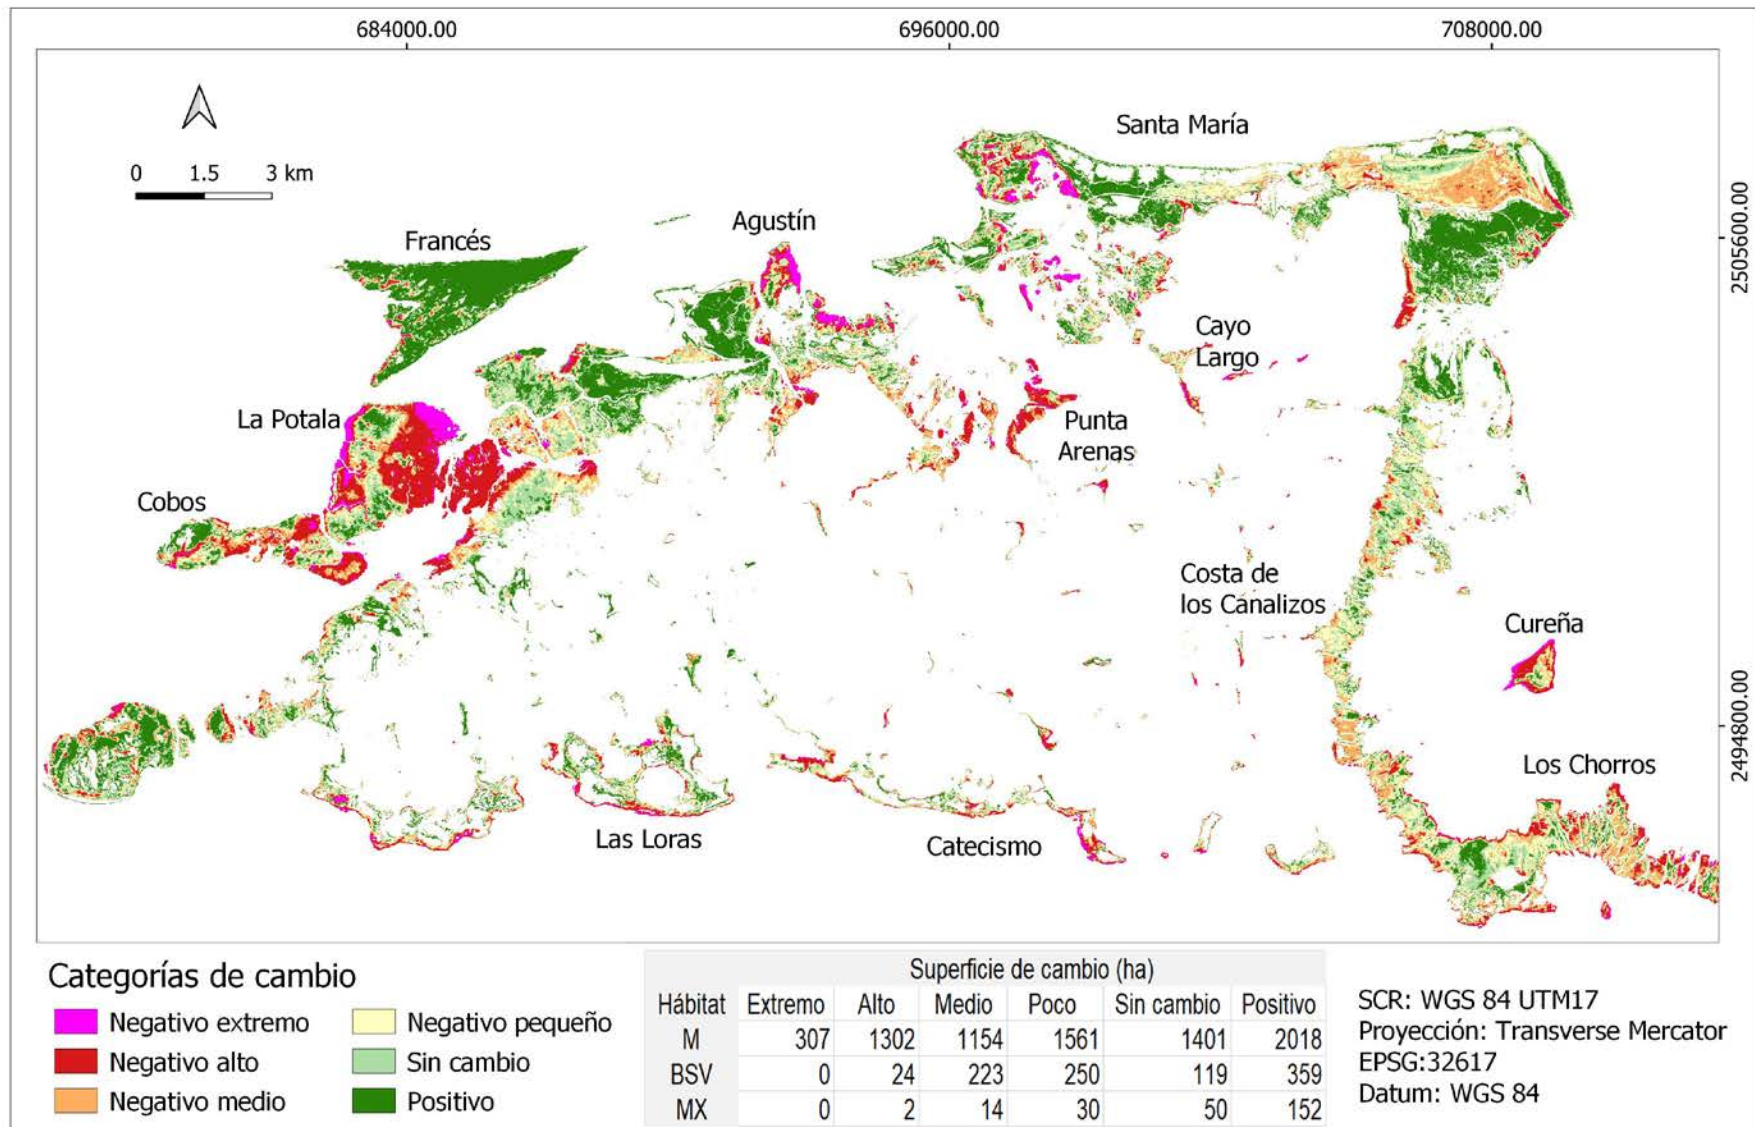 684000.00 696000.00 708000.00
Santa María
0 1.5 3 km
Agustín
Francés
2505600.00
Cayo
Largo
La Potala
Punta
Arenas
Cobos
Costa de
los Canalizos
Cureña
2494800.00
Los Chorros
Las Loras
Catecismo
Categorías de cambio
Negativo extremo
Negativo alto
Negativo medio
Negativo pequeño
Sin cambio
Positivo
Superficie de cambio (ha)
Hábitat Extremo Alto Medio Poco Sin cambio Positivo
M 307 1302 1154 1561 1401 2018
BSV 0 24 223 250 119 359
MX 0 2 14 30 50 152
SCR: WGS 84 UTM17
Proyección: Transverse Mercator
EPSG:32617
Datum: WGS 84